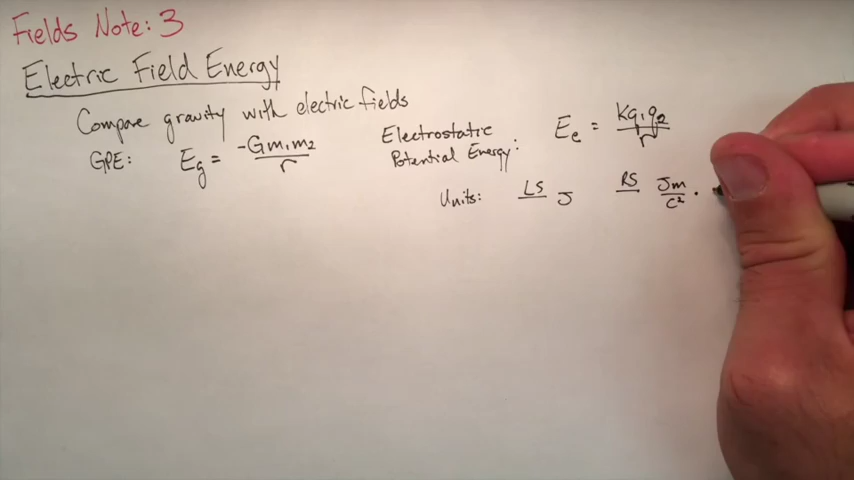 Fields Note: 3
Electric Field Energy
Compare gravity with electric fields
GPE: Eg = -Gm1m2/r
Electrostatic Potential Energy: Ee = Kq1q2/r
Units: LS J RS Jm/C² ·